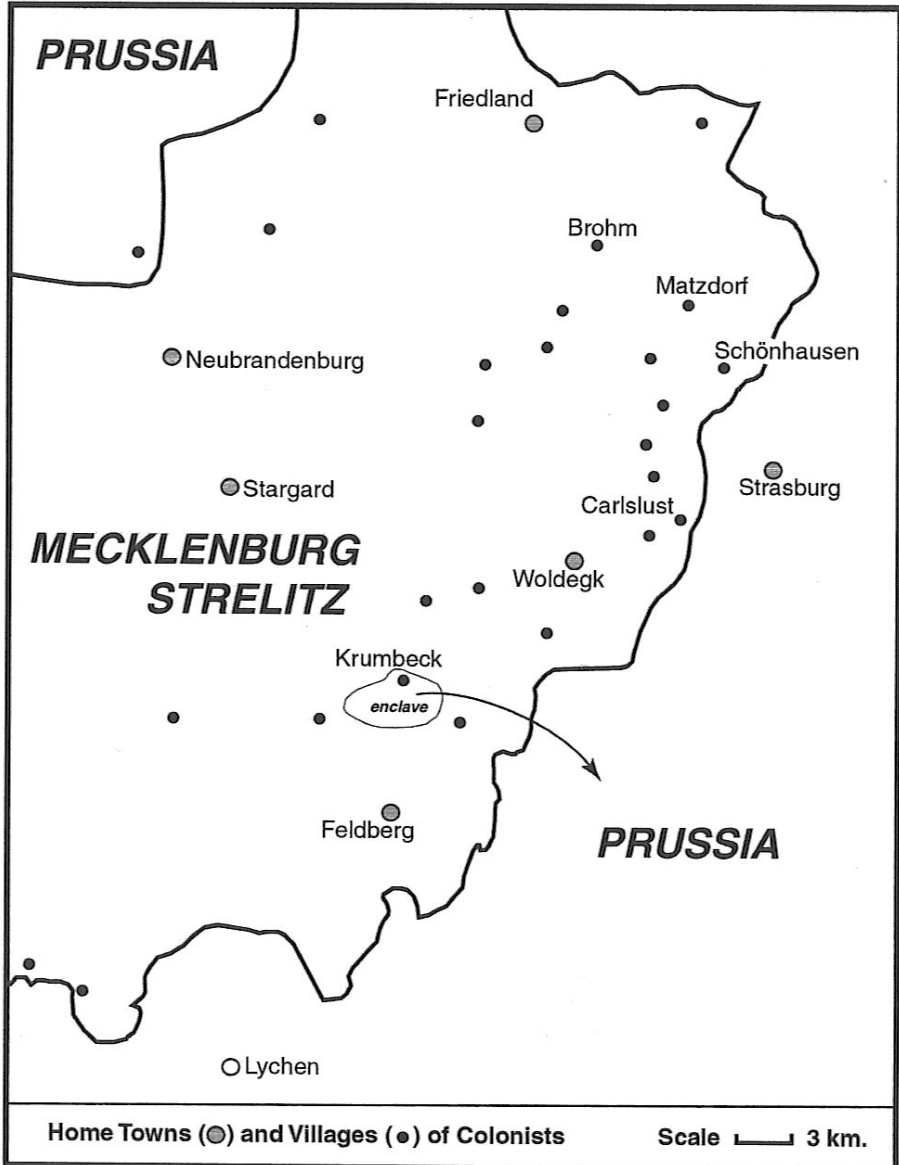 PRUSSIA
Friedland
Brohm
Matzdorf
Schönhausen
Neubrandenburg
Stargard
Strasburg
Carlslust
MECKLENBURG
STRELITZ
Woldegk
Krumbeck
enclave
Feldberg
PRUSSIA
Lychen
Home Towns () and Villages () of Colonists
Scale 3 km.